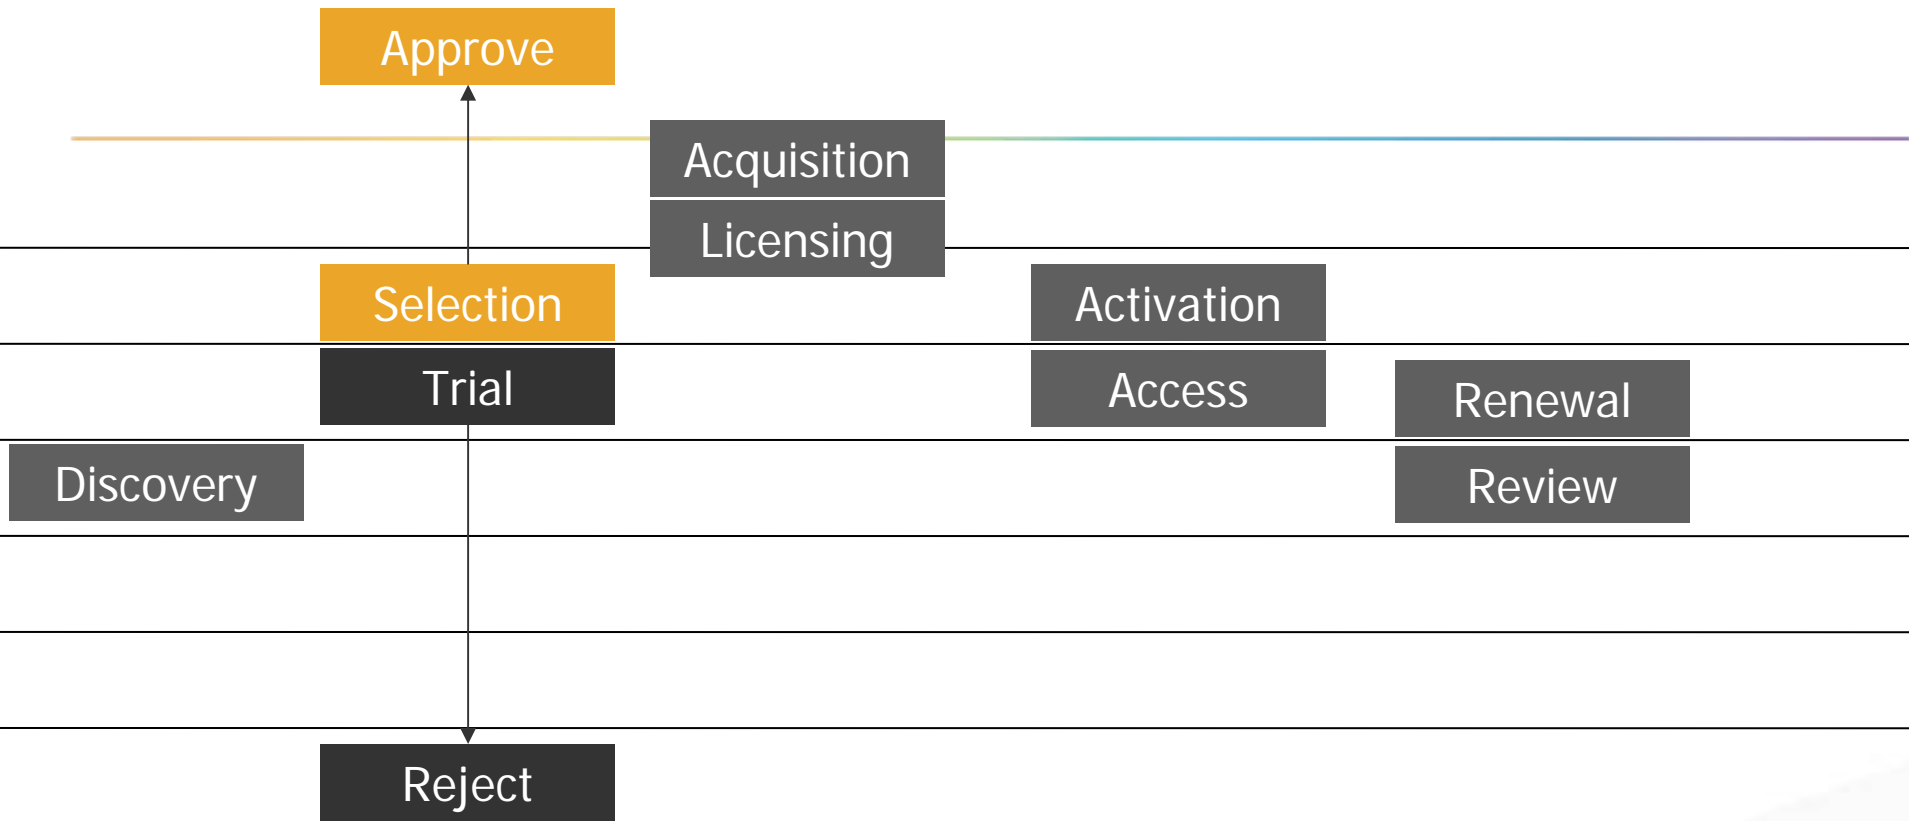 Approve
Acquisition
Licensing
Selection
Activation
Trial
Access
Renewal
Discovery
Review
Reject